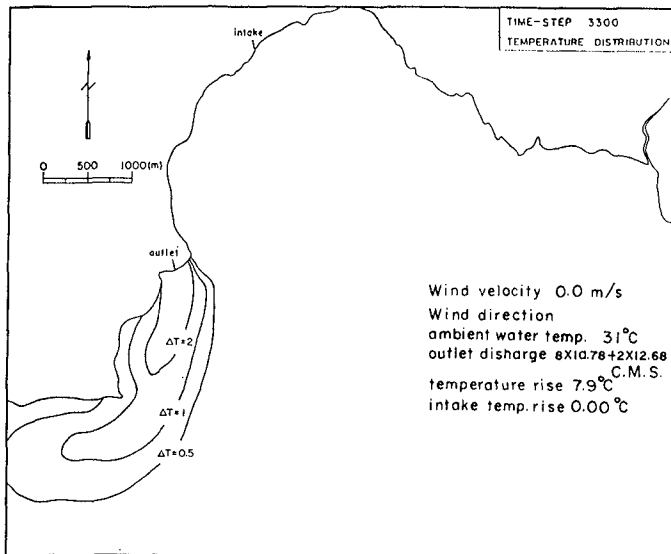 TIME-STEP 3300
TEMPERATURE DISTRIBUTION
intake
0 500 1000(m)
outlet
Wind velocity 0.0 m/s
Wind direction
ambient water temp. 31°C
outlet disharge 8X10.78+2X12.68
C.M.S.
temperature rise 7.9°C
intake temp. rise 0.00 °C
ΔT=2
ΔT=1
ΔT=0.5